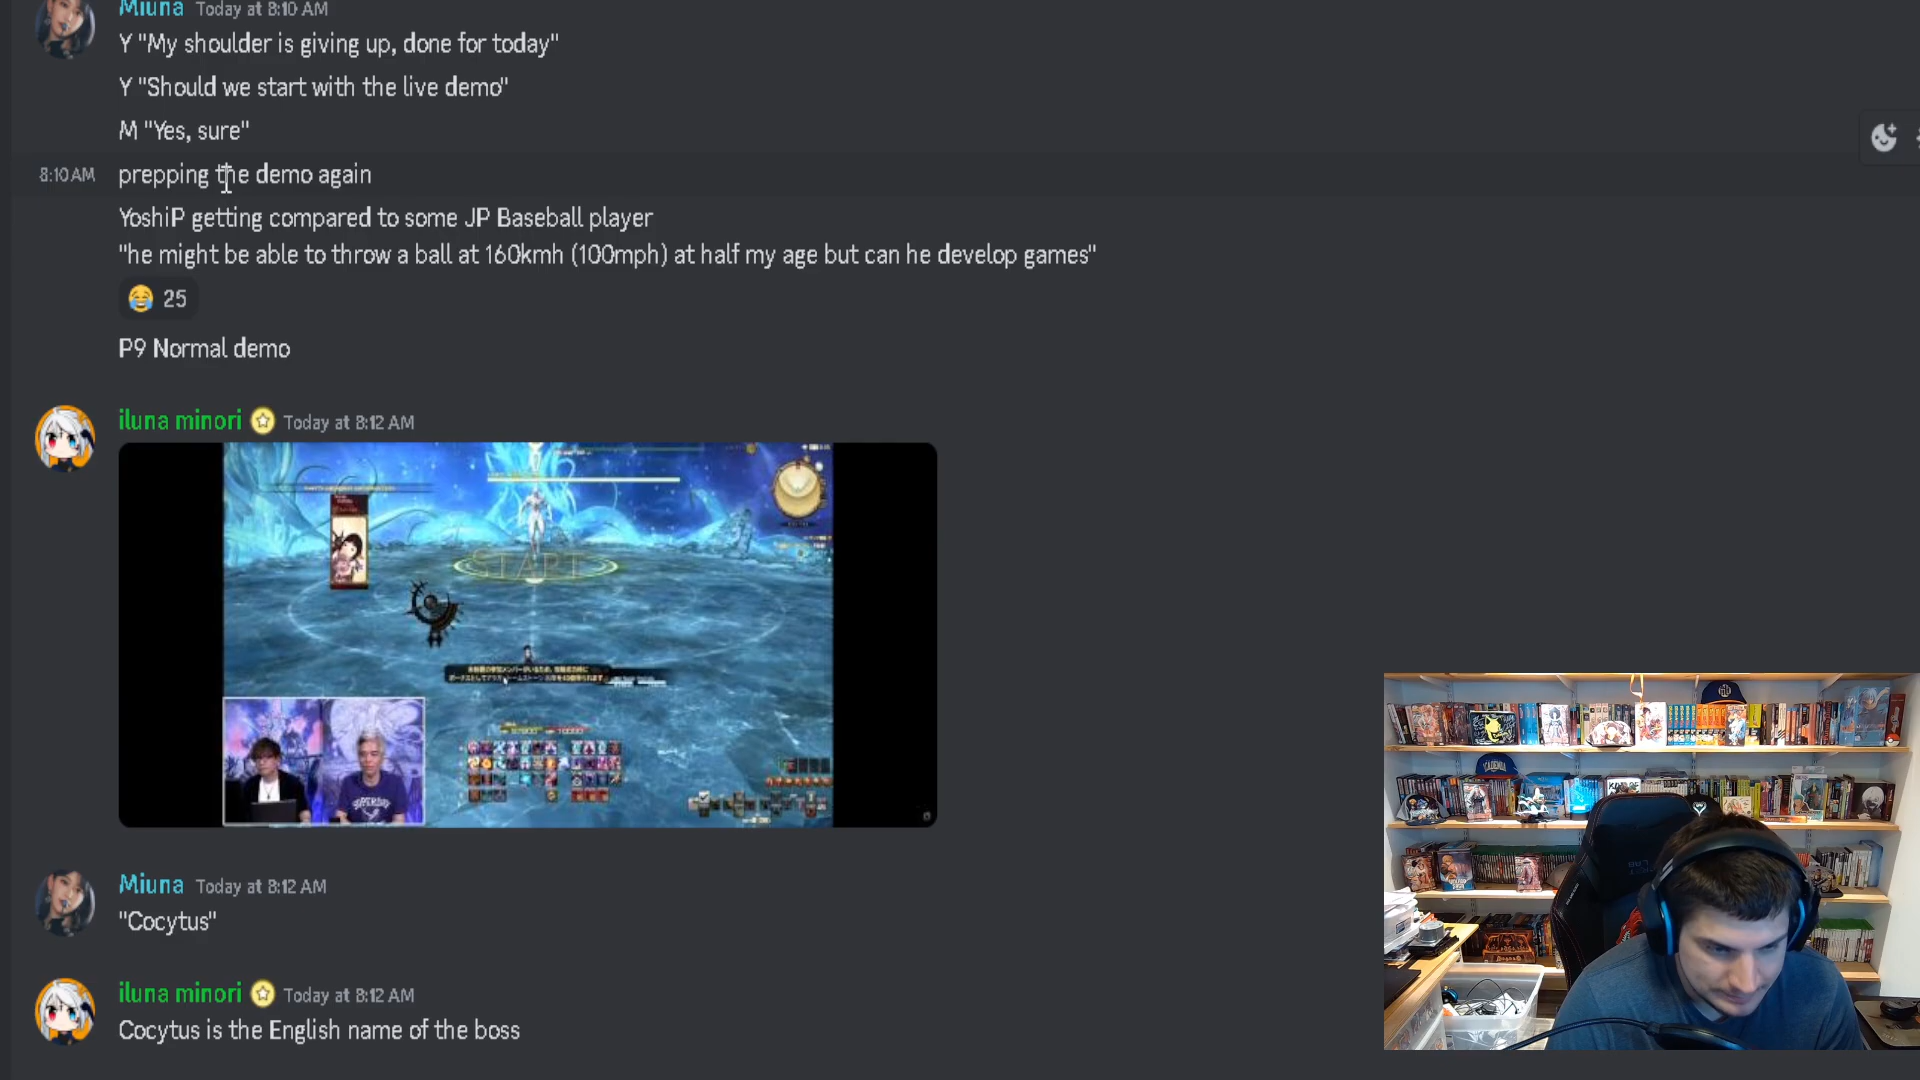 Miuna Today at 8:10 AM
Y "My shoulder is giving up, done for today"
Y "Should we start with the live demo"
M "Yes, sure"
8:10 AM prepping the demo again
YoshiP getting compared to some JP Baseball player
"he might be able to throw a ball at 160kmh (100mph) at half my age but can he develop games"
25
P9 Normal demo
iluna minori Today at 8:12 AM
START
Miuna Today at 8:12 AM
"Cocytus"
iluna minori Today at 8:12 AM
Cocytus is the English name of the boss